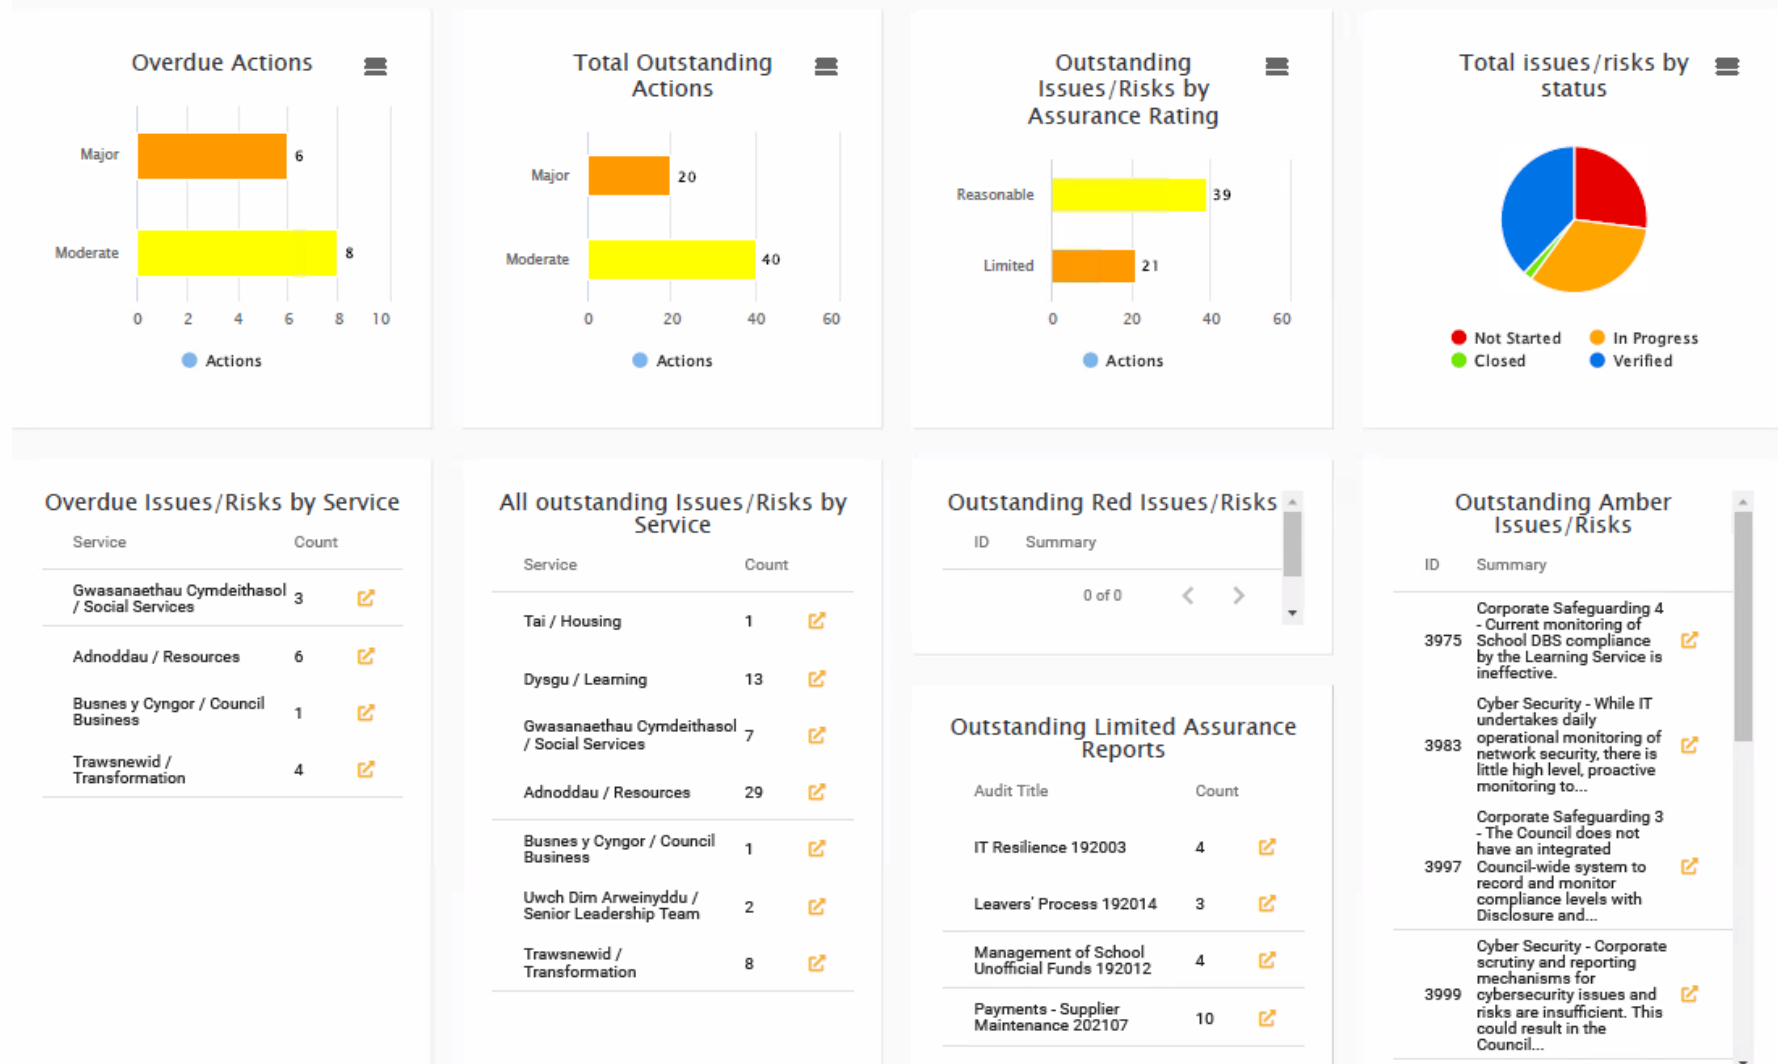 Overdue Actions
Major
6
Moderate
8
0 2 4 6 8 10
Actions
Total Outstanding
Actions
Major
20
Moderate
40
0 20 40 60
Actions
Outstanding
Issues/Risks by
Assurance Rating
Reasonable
39
Limited
21
0 20 40 60
Actions
Total issues/risks by
status
Not Started In Progress
Closed Verified
Overdue Issues/Risks by Service
Service Count
Gwasanaethau Cymdeithasol
/ Social Services
3
Adnoddau / Resources 6
Busnes y Cyngor / Council
Business
1
Trawsnewid /
Transformation
4
All outstanding Issues/Risks by
Service
Service Count
Tai / Housing 1
Dysgu / Learning 13
Gwasanaethau Cymdeithasol
/ Social Services
7
Adnoddau / Resources 29
Busnes y Cyngor / Council
Business
1
Uwch Dim Arweinyddu /
Senior Leadership Team
2
Trawsnewid /
Transformation
8
Outstanding Red Issues/Risks
ID Summary
0 of 0
Outstanding Limited Assurance
Reports
Audit Title Count
IT Resilience 192003 4
Leavers' Process 192014 3
Management of School
Unofficial Funds 192012
4
Payments - Supplier
Maintenance 202107
10
Outstanding Amber
Issues/Risks
ID Summary
3975
Corporate Safeguarding 4
- Current monitoring of
School DBS compliance
by the Learning Service is
ineffective.
3983
Cyber Security - While IT
undertakes daily
operational monitoring of
network security, there is
little high level, proactive
monitoring to...
3997
Corporate Safeguarding 3
- The Council does not
have an integrated
Council-wide system to
record and monitor
compliance levels with
Disclosure and...
3999
Cyber Security - Corporate
scrutiny and reporting
mechanisms for
cybersecurity issues and
risks are insufficient. This
could result in the
Council...